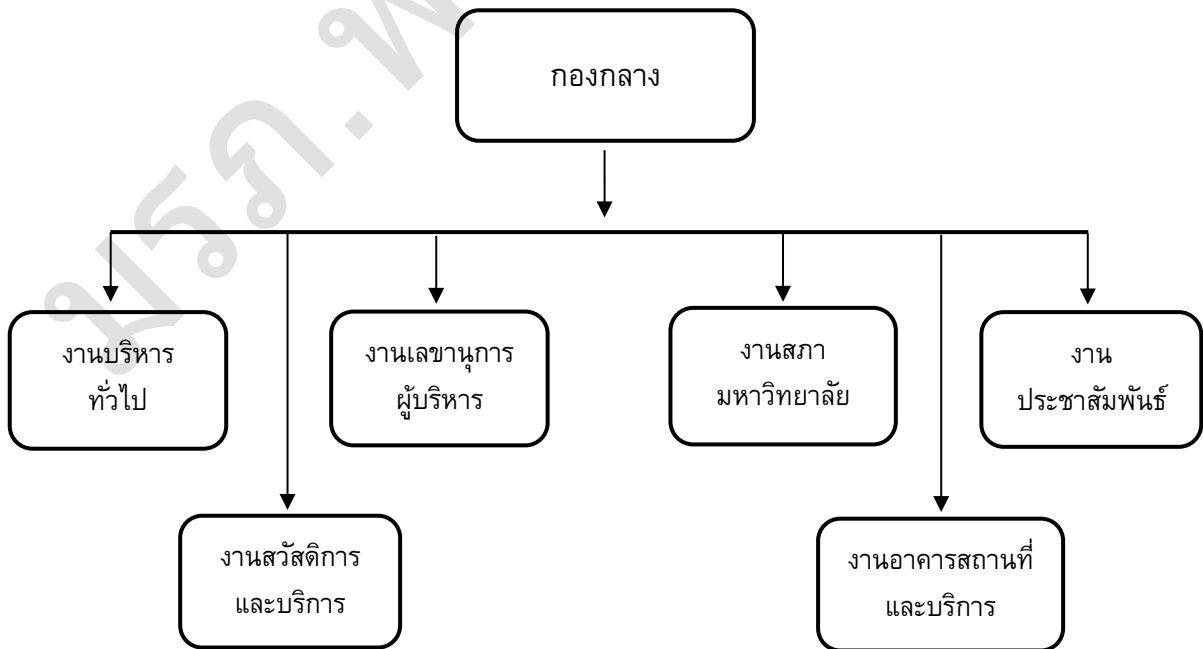 กองกลาง
งานบริหาร
ทั่วไป
งานเลขานุการ
ผู้บริหาร
งานสภา
มหาวิทยาลัย
งาน
ประชาสัมพันธ์
งานสวัสดิการ
และบริการ
งานอาคารสถานที่
และบริการ
มรภ.พ